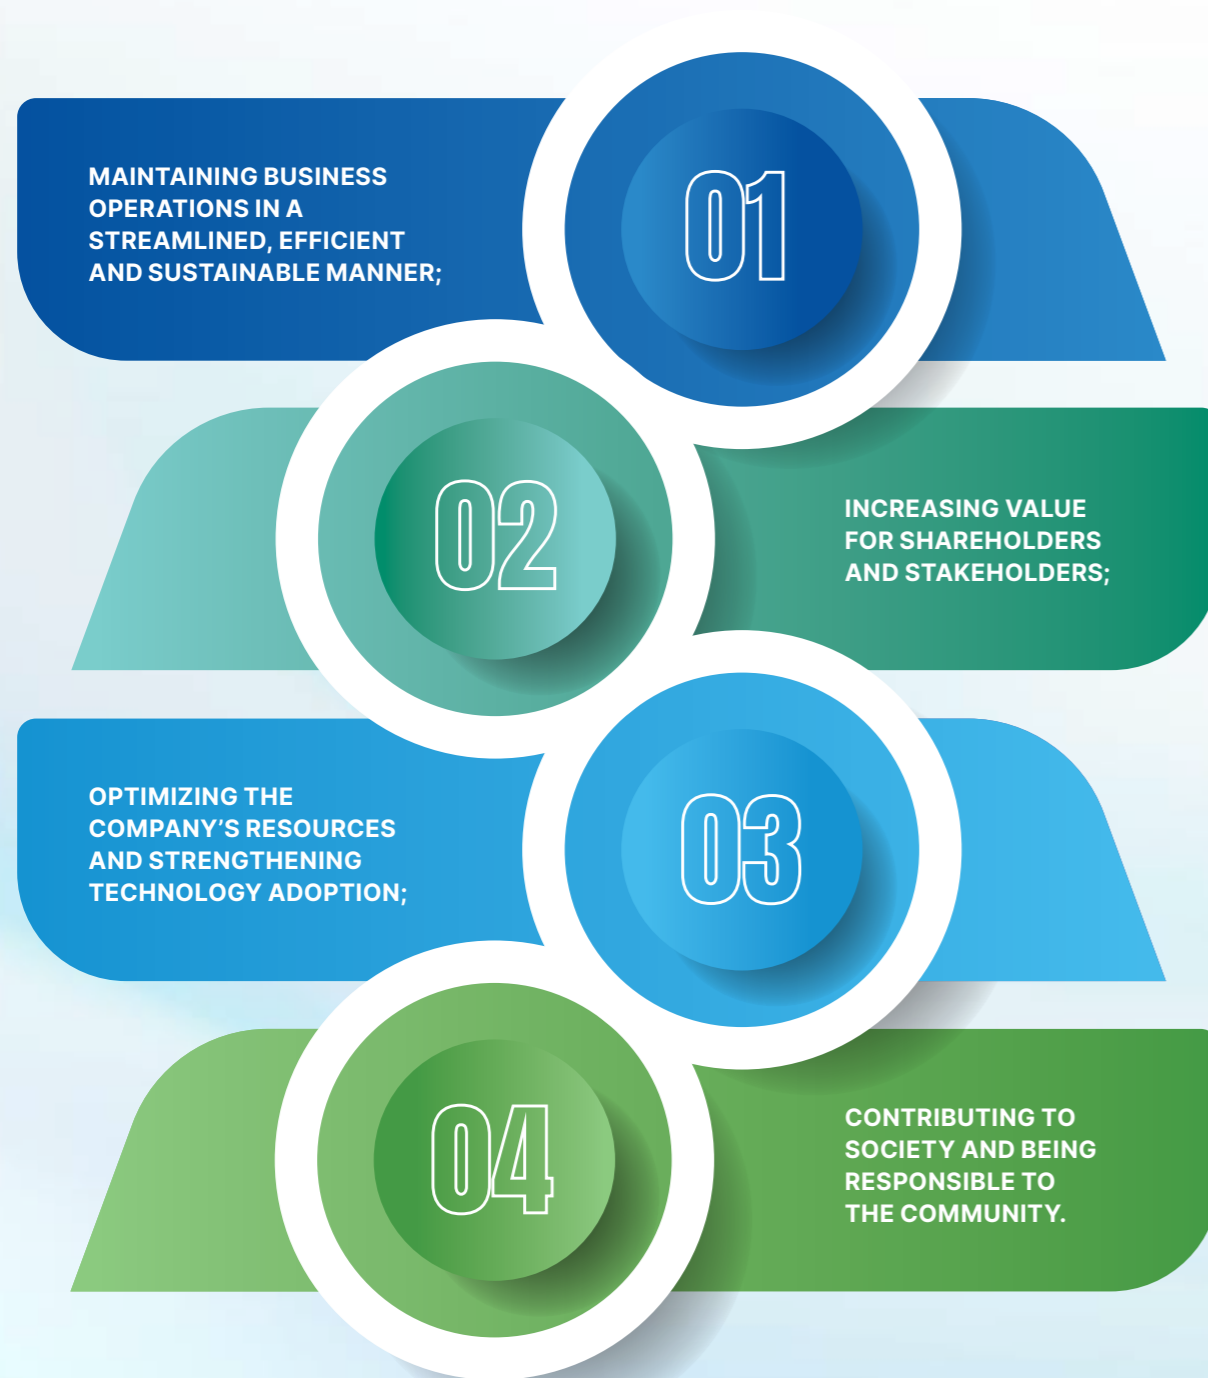 MAINTAINING BUSINESS
OPERATIONS IN A
STREAMLINED, EFFICIENT
AND SUSTAINABLE MANNER;
01
02
INCREASING VALUE
FOR SHAREHOLDERS
AND STAKEHOLDERS;
OPTIMIZING THE
COMPANY’S RESOURCES
AND STRENGTHENING
TECHNOLOGY ADOPTION;
03
04
CONTRIBUTING TO
SOCIETY AND BEING
RESPONSIBLE TO
THE COMMUNITY.